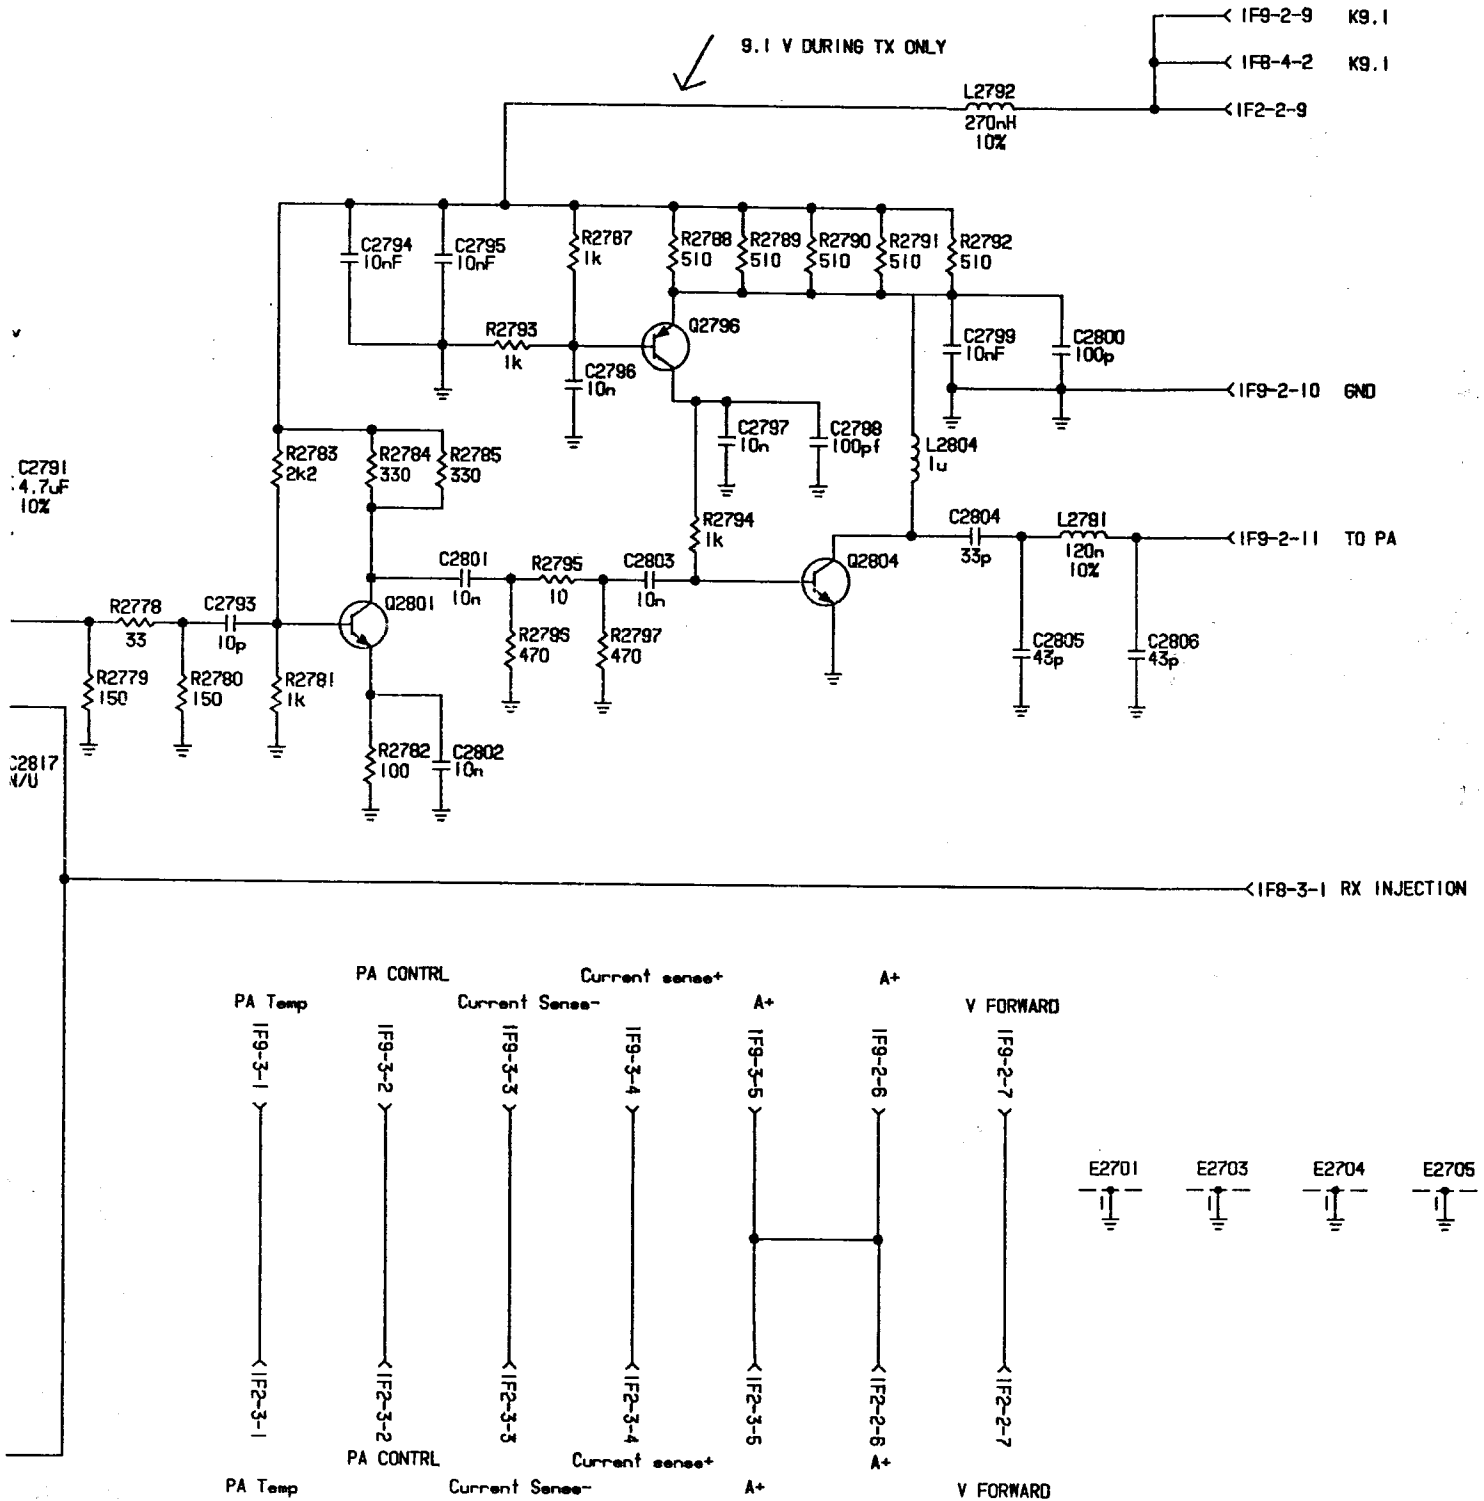 IF9-2-9 K9.1
9.1 V DURING TX ONLY
IF8-4-2 K9.1
L2792
270nH
10%
IF2-2-9
C2794
10nF
C2795
10nF
R2787
1k
R2788
510
R2789
510
R2790
510
R2791
510
R2792
510
R2793
1k
Q2796
C2796
10n
C2799
10nF
C2800
100p
IF9-2-10 GND
C2797
10n
C2798
100pf
L2804
1u
C2791
4.7uF
10%
R2783
2k2
R2784
330
R2785
330
R2794
1k
C2804
33p
L2781
120n
10%
IF9-2-11 TO PA
C2801
10n
R2795
10
C2803
10n
Q2804
R2778
33
C2793
10p
Q2801
R2796
470
R2797
470
C2805
43p
C2806
43p
R2779
150
R2780
150
R2781
1k
C2817
N/U
R2782
100
C2802
10n
IF8-3-1 RX INJECTION
PA Temp
PA CONTRL
Current Sense-
Current sense+
A+
A+
V FORWARD
IF9-3-1
IF9-3-2
IF9-3-3
IF9-3-4
IF9-3-5
IF9-2-6
IF9-2-7
E2701
1
E2703
1
E2704
1
E2705
1
IF2-3-1
IF2-3-2
IF2-3-3
IF2-3-4
IF2-3-5
IF2-2-6
IF2-2-7
PA Temp
PA CONTRL
Current Sense-
Current sense+
A+
A+
V FORWARD